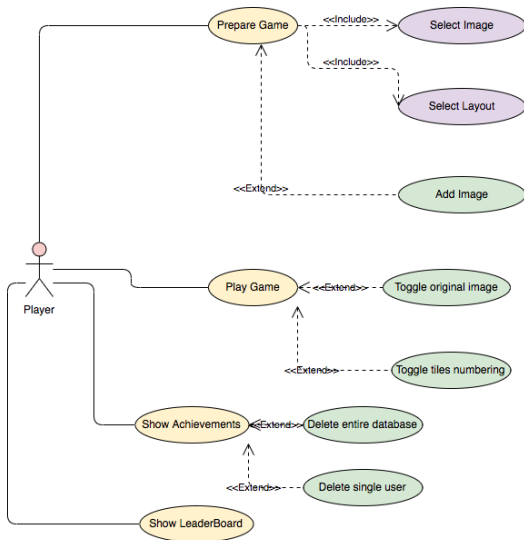 Prepare Game
<<Include>>
Select Image
<<Include>>
Select Layout
<<Extend>>
Add Image
Player
Play Game
<<Extend>>
Toggle original image
<<Extend>>
Toggle tiles numbering
Show Achievements
<<Extend>>
Delete entire database
<<Extend>>
Delete single user
Show LeaderBoard